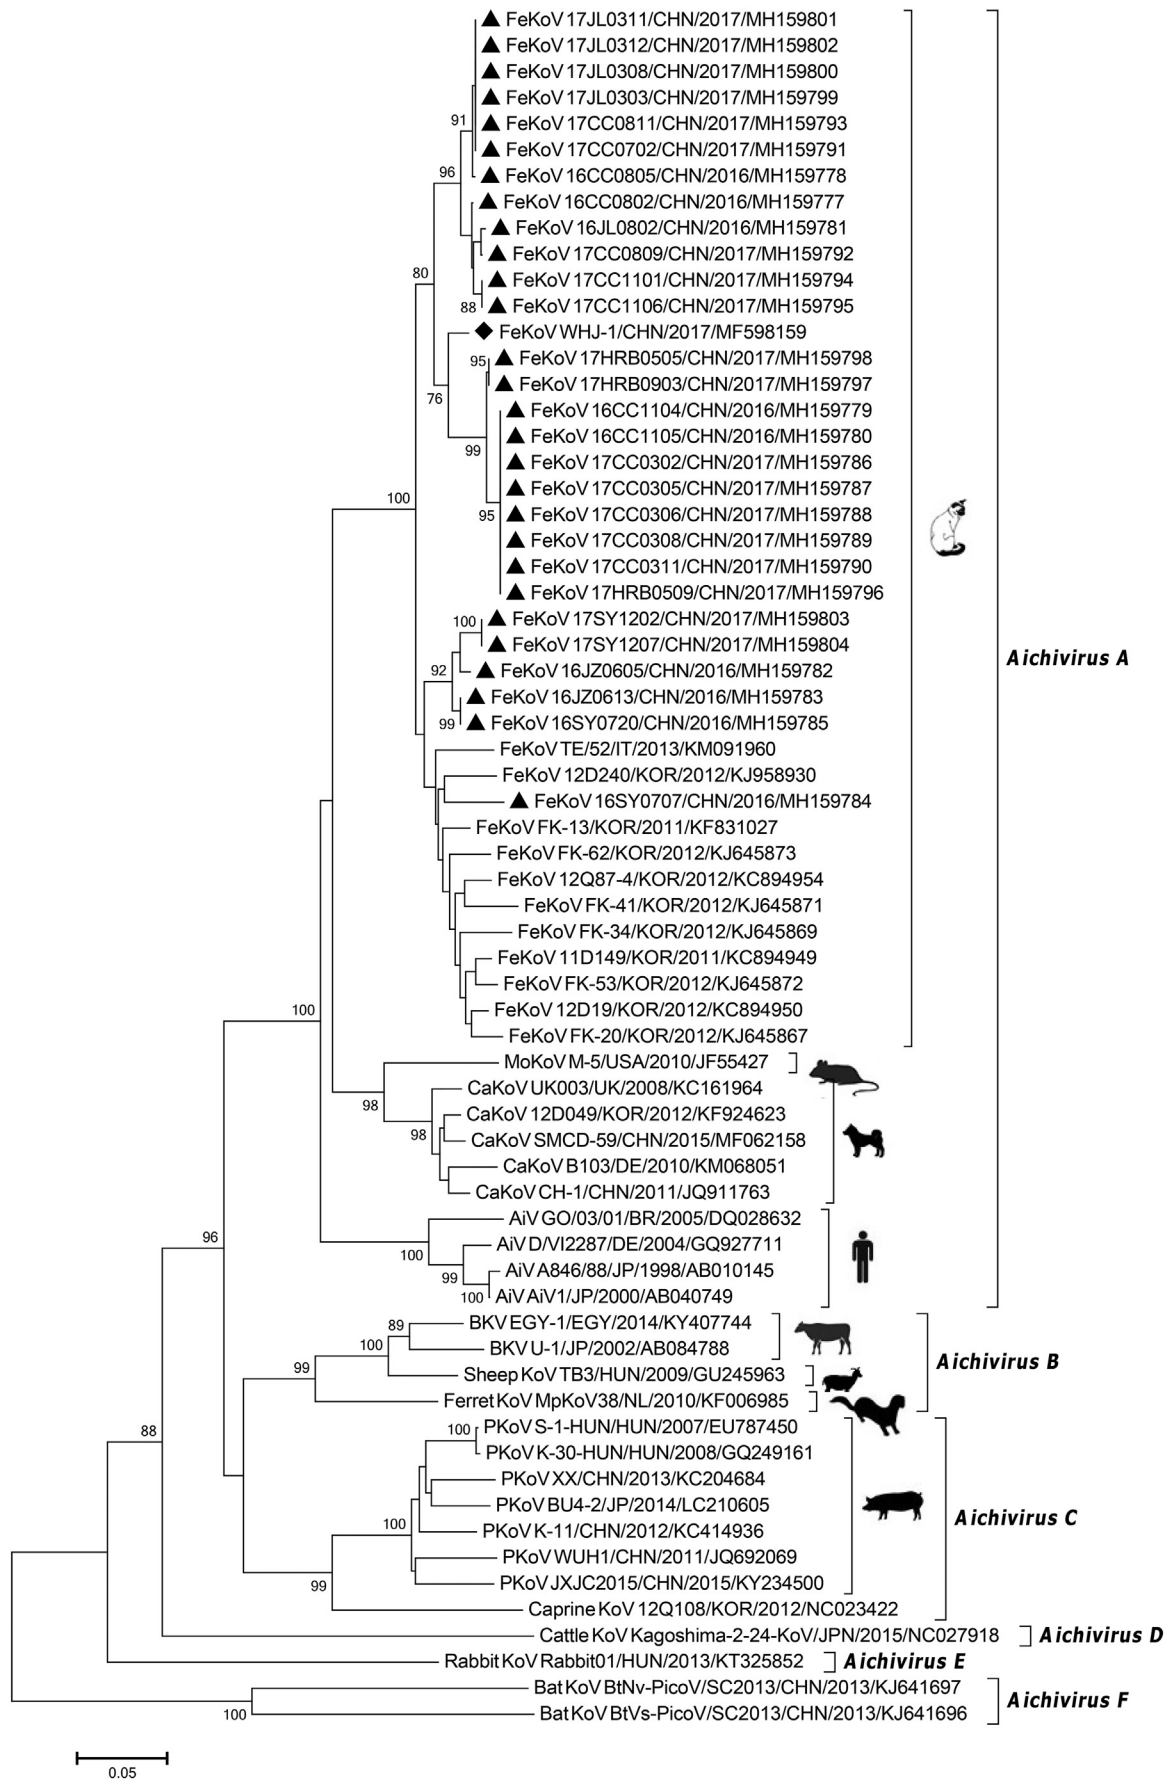 FeKoV 17JL0311/CHN/2017/MH159801
FeKoV 17JL0312/CHN/2017/MH159802
FeKoV 17JL0308/CHN/2017/MH159800
FeKoV 17JL0303/CHN/2017/MH159799
91
FeKoV 17CC0811/CHN/2017/MH159793
FeKoV 17CC0702/CHN/2017/MH159791
96
FeKoV 16CC0805/CHN/2016/MH159778
FeKoV 16CC0802/CHN/2016/MH159777
FeKoV 16JL0802/CHN/2016/MH159781
FeKoV 17CC0809/CHN/2017/MH159792
80
FeKoV 17CC1101/CHN/2017/MH159794
88
FeKoV 17CC1106/CHN/2017/MH159795
FeKoV WHJ-1/CHN/2017/MF598159
95
FeKoV 17HRB0505/CHN/2017/MH159798
FeKoV 17HRB0903/CHN/2017/MH159797
76
FeKoV 16CC1104/CHN/2016/MH159779
FeKoV 16CC1105/CHN/2016/MH159780
99
FeKoV 17CC0302/CHN/2017/MH159786
FeKoV 17CC0305/CHN/2017/MH159787
100
95
FeKoV 17CC0306/CHN/2017/MH159788
FeKoV 17CC0308/CHN/2017/MH159789
FeKoV 17CC0311/CHN/2017/MH159790
FeKoV 17HRB0509/CHN/2017/MH159796
100
FeKoV 17SY1202/CHN/2017/MH159803
FeKoV 17SY1207/CHN/2017/MH159804
Aichivirus A
92
FeKoV 16JZ0605/CHN/2016/MH159782
FeKoV 16JZ0613/CHN/2016/MH159783
99
FeKoV 16SY0720/CHN/2016/MH159785
FeKoV TE/52/IT/2013/KM091960
FeKoV 12D240/KOR/2012/KJ958930
FeKoV 16SY0707/CHN/2016/MH159784
FeKoV FK-13/KOR/2011/KF831027
FeKoV FK-62/KOR/2012/KJ645873
FeKoV 12Q87-4/KOR/2012/KC894954
FeKoV FK-41/KOR/2012/KJ645871
FeKoV FK-34/KOR/2012/KJ645869
FeKoV 11D149/KOR/2011/KC894949
FeKoV FK-53/KOR/2012/KJ645872
100
FeKoV 12D19/KOR/2012/KC894950
FeKoV FK-20/KOR/2012/KJ645867
MoKoV M-5/USA/2010/JF55427
CaKoV UK003/UK/2008/KC161964
98
CaKoV 12D049/KOR/2012/KF924623
98
CaKoV SMCD-59/CHN/2015/MF062158
CaKoV B103/DE/2010/KM068051
CaKoV CH-1/CHN/2011/JQ911763
AiV GO/03/01/BR/2005/DQ028632
96
100
AiV D/VI2287/DE/2004/GQ927711
99
AiV A846/88/JP/1998/AB010145
100
AiV AiV1/JP/2000/AB040749
89
BKV EGY-1/EGY/2014/KY407744
100
BKV U-1/JP/2002/AB084788
Aichivirus B
99
Sheep KoV TB3/HUN/2009/GU245963
Ferret KoV MpKoV38/NL/2010/KF006985
88
100
PKoV S-1-HUN/HUN/2007/EU787450
PKoV K-30-HUN/HUN/2008/GQ249161
PKoV XX/CHN/2013/KC204684
PKoV BU4-2/JP/2014/LC210605
Aichivirus C
100
PKoV K-11/CHN/2012/KC414936
PKoV WUH1/CHN/2011/JQ692069
99
PKoV JXJC2015/CHN/2015/KY234500
Caprine KoV 12Q108/KOR/2012/NC023422
Cattle KoV Kagoshima-2-24-KoV/JPN/2015/NC027918
Aichivirus D
Rabbit KoV Rabbit01/HUN/2013/KT325852
Aichivirus E
Bat KoV BtNv-PicoV/SC2013/CHN/2013/KJ641697
Aichivirus F
100
Bat KoV BtVs-PicoV/SC2013/CHN/2013/KJ641696
0.05